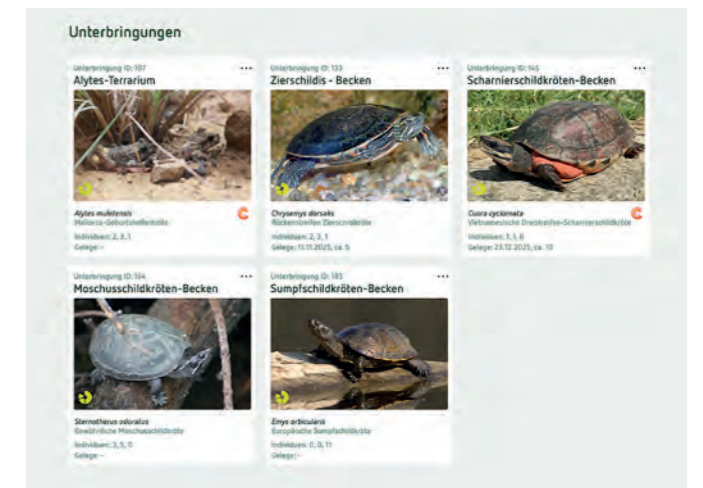 Unterbringungen
Unterbringung ID: 107
Alytes-Terrarium
Alytes muletensis
Mallorca-Geburtshelferkröte
Individuen: 2, 3, 1
Gelege: -
Unterbringung ID: 133
Zierschildis - Becken
Chrysemys dorsalis
Rückenstreifen Zierschildkröte
Individuen: 2, 3, 1
Gelege: 11.11.2025, ca. 5
Unterbringung ID: 145
Scharnierschildkröten-Becken
Cuora cyclornata
Vietnamesische Dreistreifen-Scharnierschildkröte
Individuen: 1, 1, 0
Gelege: 23.12.2025, ca. 10
Unterbringung ID: 164
Moschusschildkröten-Becken
Sternotherus odoratus
Gewöhnliche Moschusschildkröte
Individuen: 3, 5, 11
Gelege: -
Unterbringung ID: 185
Sumpfschildkröten-Becken
Emys orbicularis
Europäische Sumpfschildkröte
Individuen: 0, 0, 11
Gelege: -